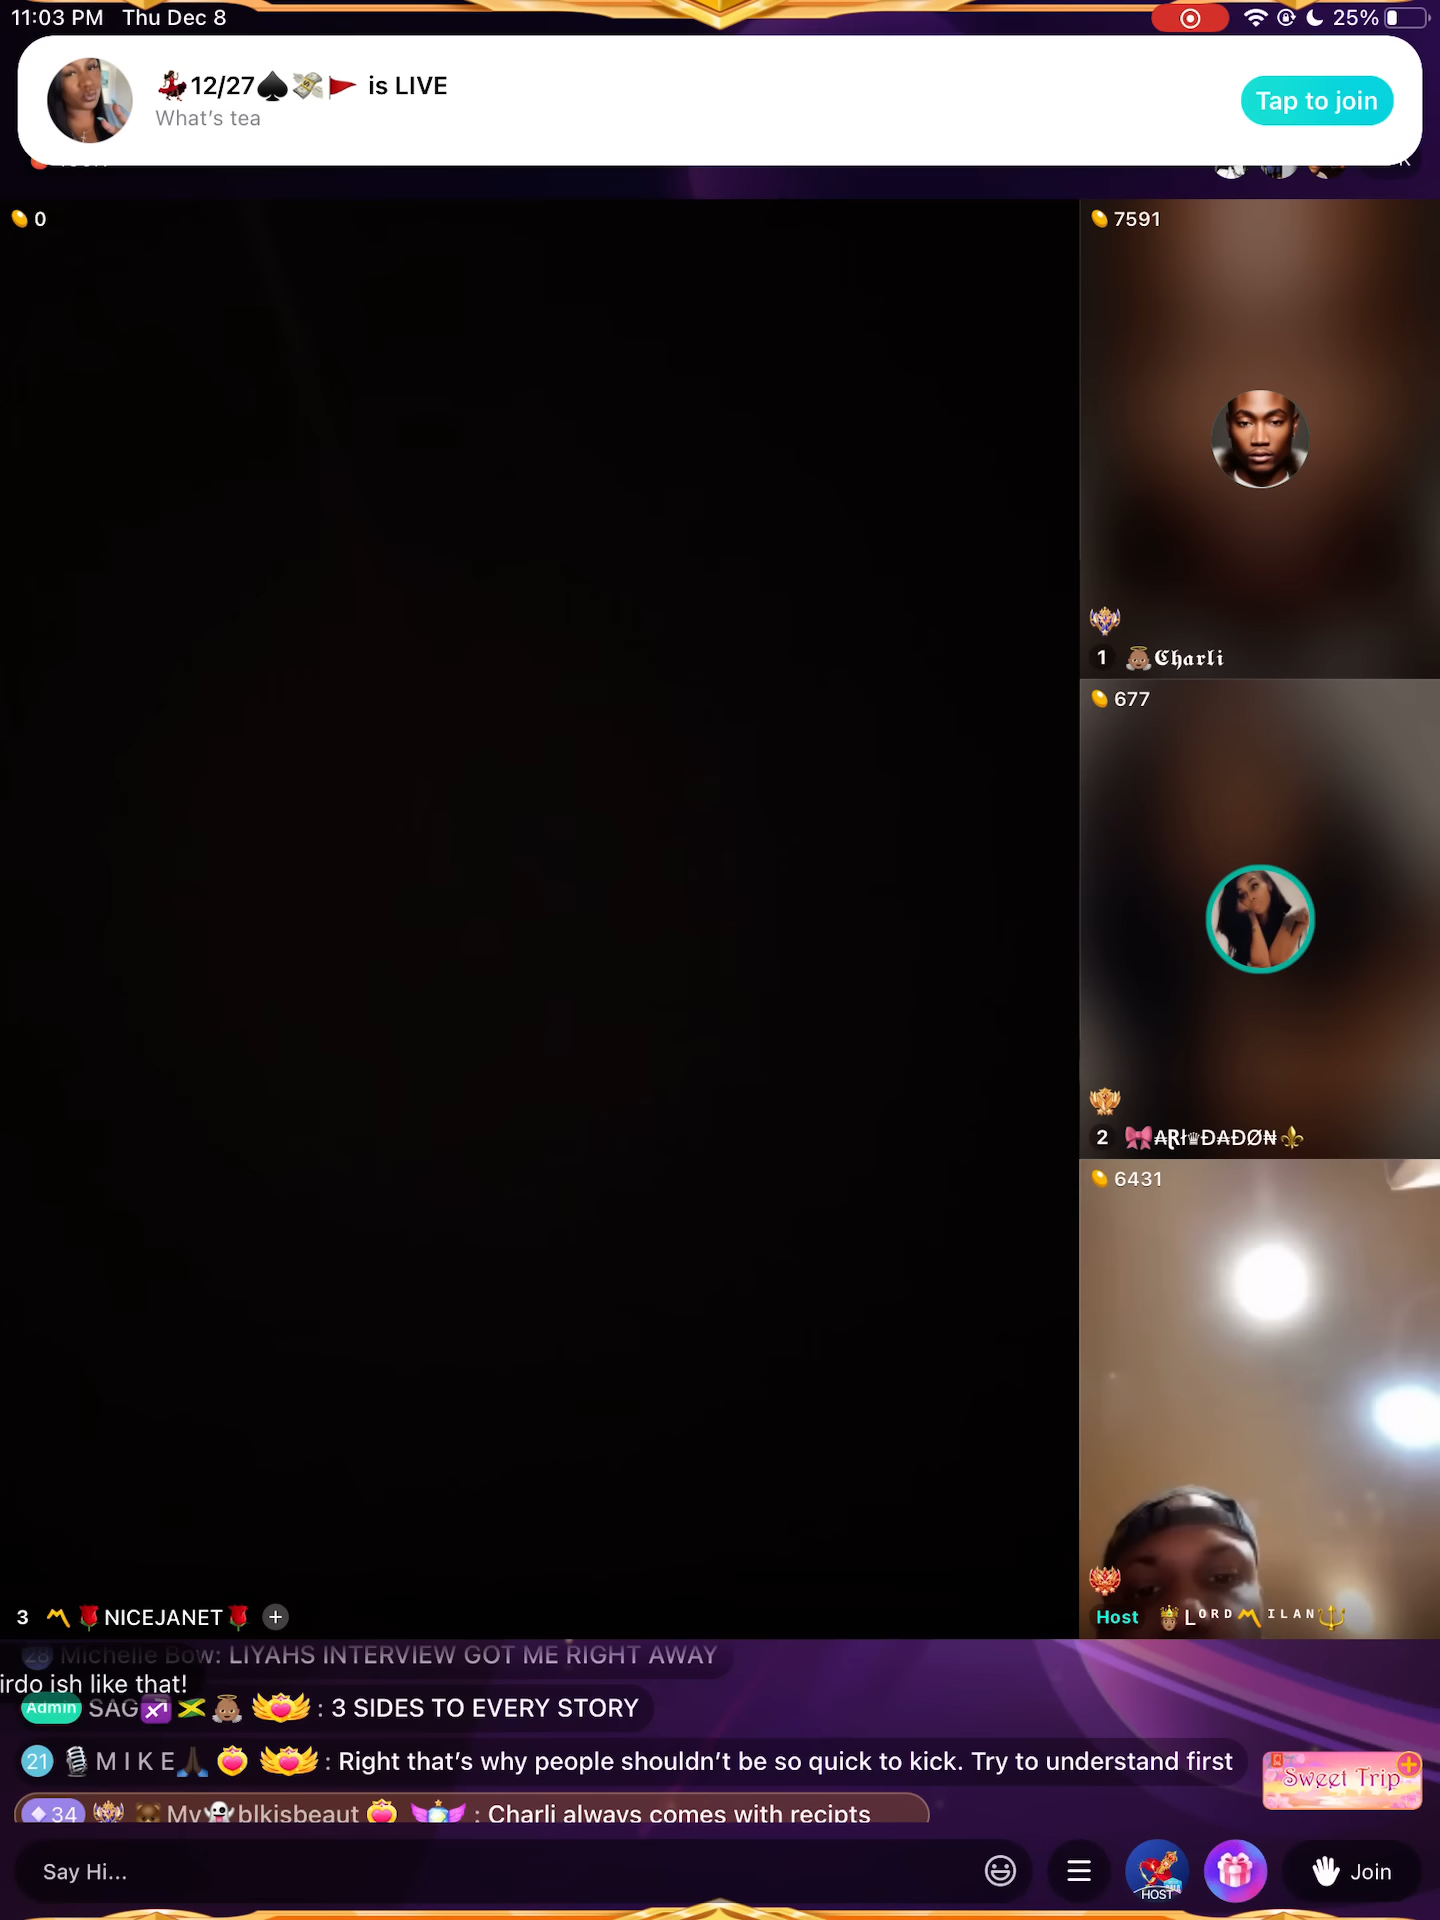 11:03 PM Thu Dec 8
25%
💃🏿12/27♠️💸🚩 is LIVE
What's tea
Tap to join
0
7591
1 👼🏽𝕮𝖍𝖆𝖗𝖑𝖎
677
2 🎀₳ⱤƗ♛Đ₳ĐØ₦⚜️
6431
Host 🤴🏽Lᴼᴿᴰ〽️ᴵᴸᴬᴺ🔱
3 〽️🌹NICEJANET🌹 +
28 Michelle Bow: LIYAHS INTERVIEW GOT ME RIGHT AWAY
irdo ish like that!
Admin SAG♐🇯🇲👼🏽 : 3 SIDES TO EVERY STORY
21 🎙️M I K E🙏🏿 : Right that's why people shouldn't be so quick to kick. Try to understand first
34 🐻My👻blkisbeaut : Charli always comes with recipts
Sweet Trip
Say Hi...
HOST
Join